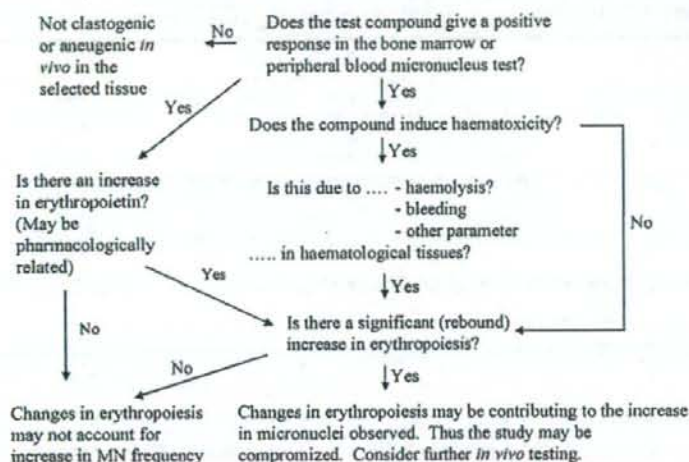 Not clastogenic
or aneugenic in
vivo in the
selected tissue
No
Does the test compound give a positive
response in the bone marrow or
peripheral blood micronucleus test?
Yes
Yes
Does the compound induce haematoxicity?
Yes
No
Is there an increase
in erythropoietin?
(May be
pharmacologically
related)
Is this due to .... - haemolysis?
- bleeding
- other parameter
..... in haematological tissues?
Yes
Yes
No
Is there a significant (rebound)
increase in erythropoiesis?
No
Yes
Changes in erythropoiesis
may not account for
increase in MN frequency
Changes in erythropoiesis may be contributing to the increase
in micronuclei observed. Thus the study may be
compromized. Consider further in vivo testing.